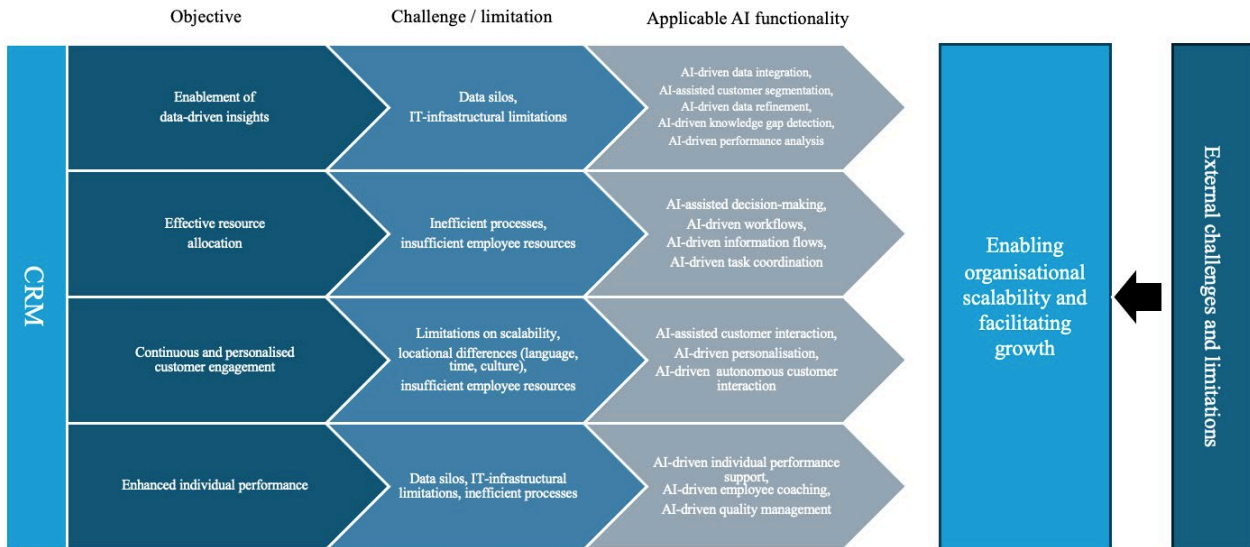 Objective
Challenge / limitation
Applicable AI functionality
CRM
Enablement of
data-driven insights
Data silos,
IT-infrastructural limitations
AI-driven data integration,
AI-assisted customer segmentation,
AI-driven data refinement,
AI-driven knowledge gap detection,
AI-driven performance analysis
Effective resource
allocation
Inefficient processes,
insufficient employee resources
AI-assisted decision-making,
AI-driven workflows,
AI-driven information flows,
AI-driven task coordination
Continuous and personalised
customer engagement
Limitations on scalability,
locational differences (language,
time, culture),
insufficient employee resources
AI-assisted customer interaction,
AI-driven personalisation,
AI-driven autonomous customer
interaction
Enhanced individual performance
Data silos, IT-infrastructural
limitations, inefficient processes
AI-driven individual performance
support,
AI-driven employee coaching,
AI-driven quality management
Enabling
organisational
scalability and
facilitating
growth
External challenges and limitations